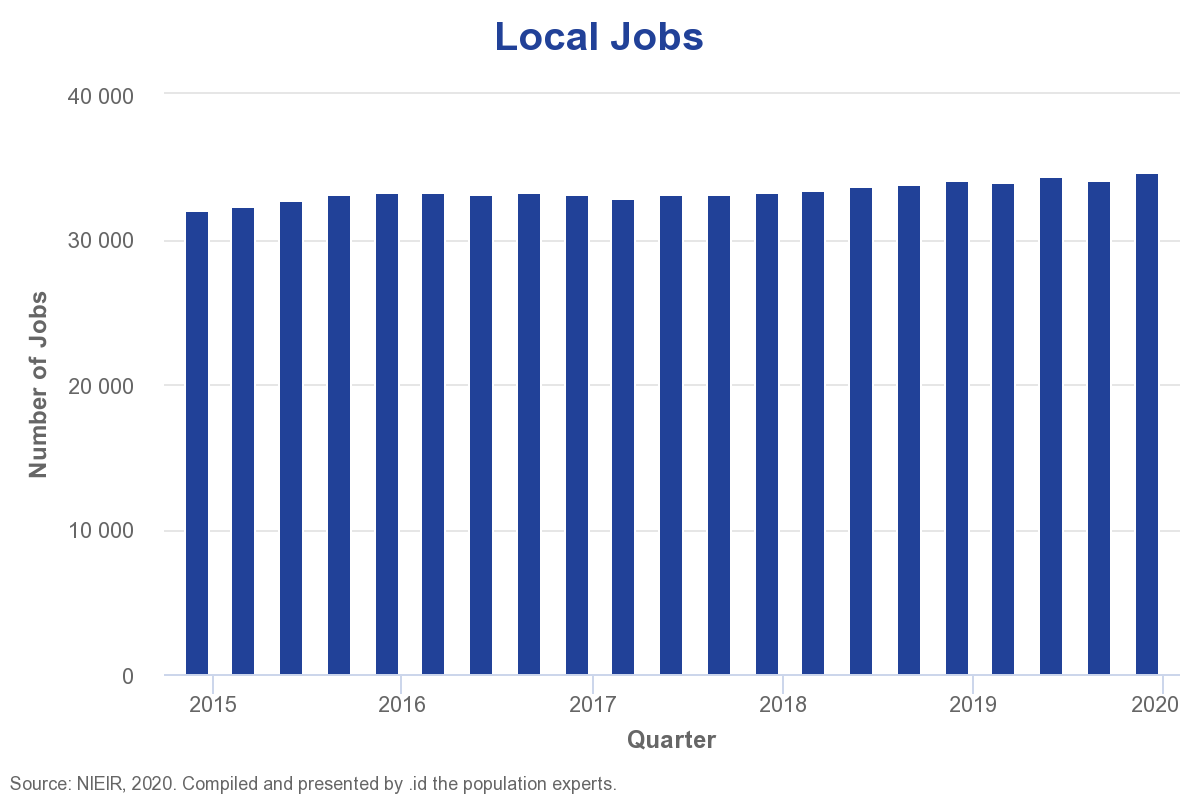 Local Jobs
40 000
30 000
20 000
10 000
0
Number of Jobs
2015 2016 2017 2018 2019 2020
Quarter
Source: NIEIR, 2020. Compiled and presented by .id the population experts.